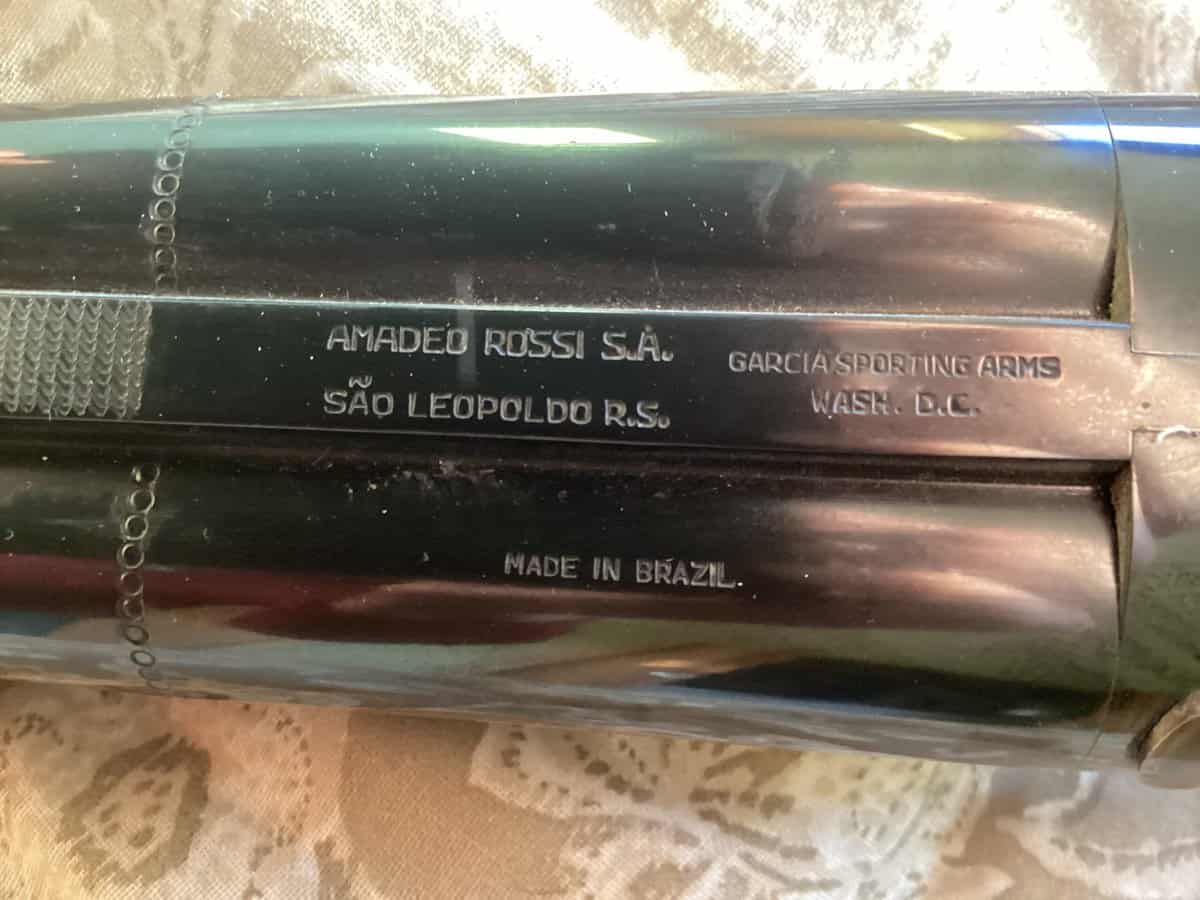 AMADEO ROSSI S.A.
SÃO LEOPOLDO R.S.
GARCIA SPORTING ARMS
WASH. D.C.
MADE IN BRAZIL.